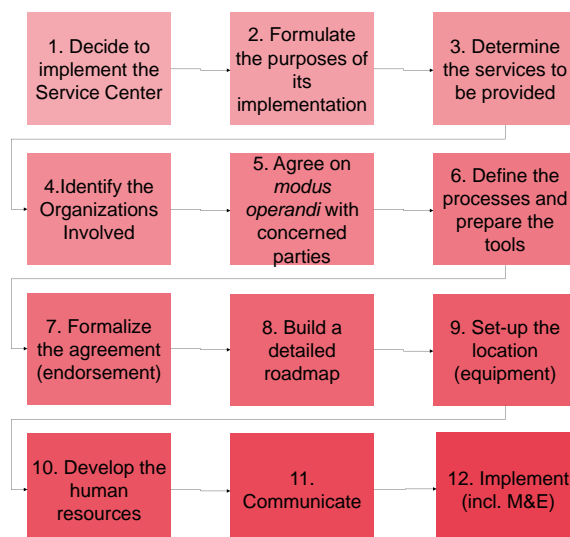 1. Decide to
implement the
Service Center
2. Formulate
the purposes of
its
implementation
3. Determine
the services to
be provided
4.Identify the
Organizations
Involved
5. Agree on
modus
operandi with
concerned
parties
6. Define the
processes and
prepare the
tools
7. Formalize
the agreement
(endorsement)
8. Build a
detailed
roadmap
9. Set-up the
location
(equipment)
10. Develop the
human
resources
11.
Communicate
12. Implement
(incl. M&E)